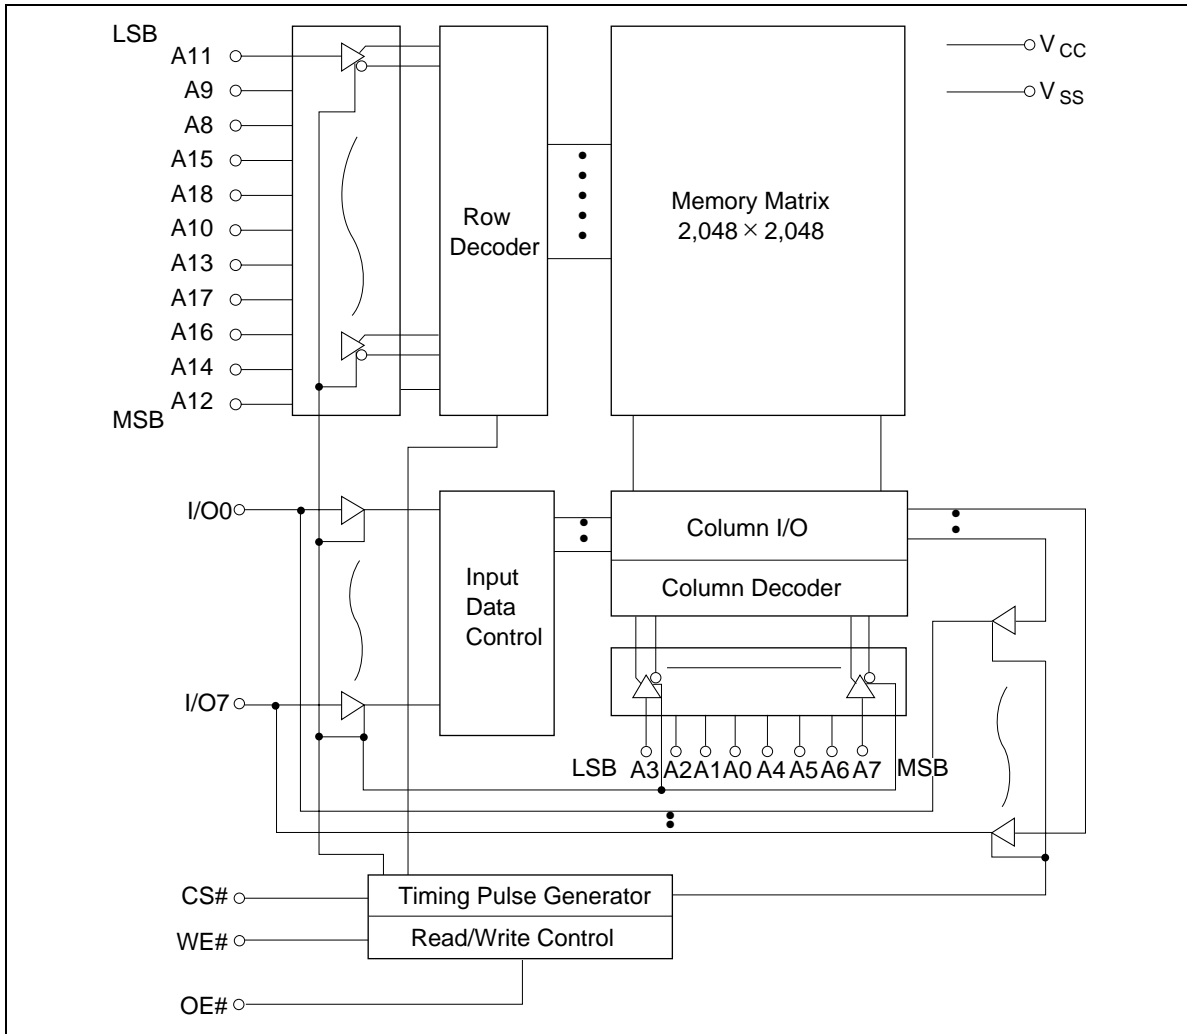 LSB
A11
A9
A8
A15
A18
A10
A13
A17
A16
A14
A12
MSB
Row
Decoder
Memory Matrix
2,048 × 2,048
V CC
V SS
I/O0
I/O7
Input
Data
Control
Column I/O
Column Decoder
LSB A3 A2 A1 A0 A4 A5 A6 A7 MSB
CS#
WE#
OE#
Timing Pulse Generator
Read/Write Control